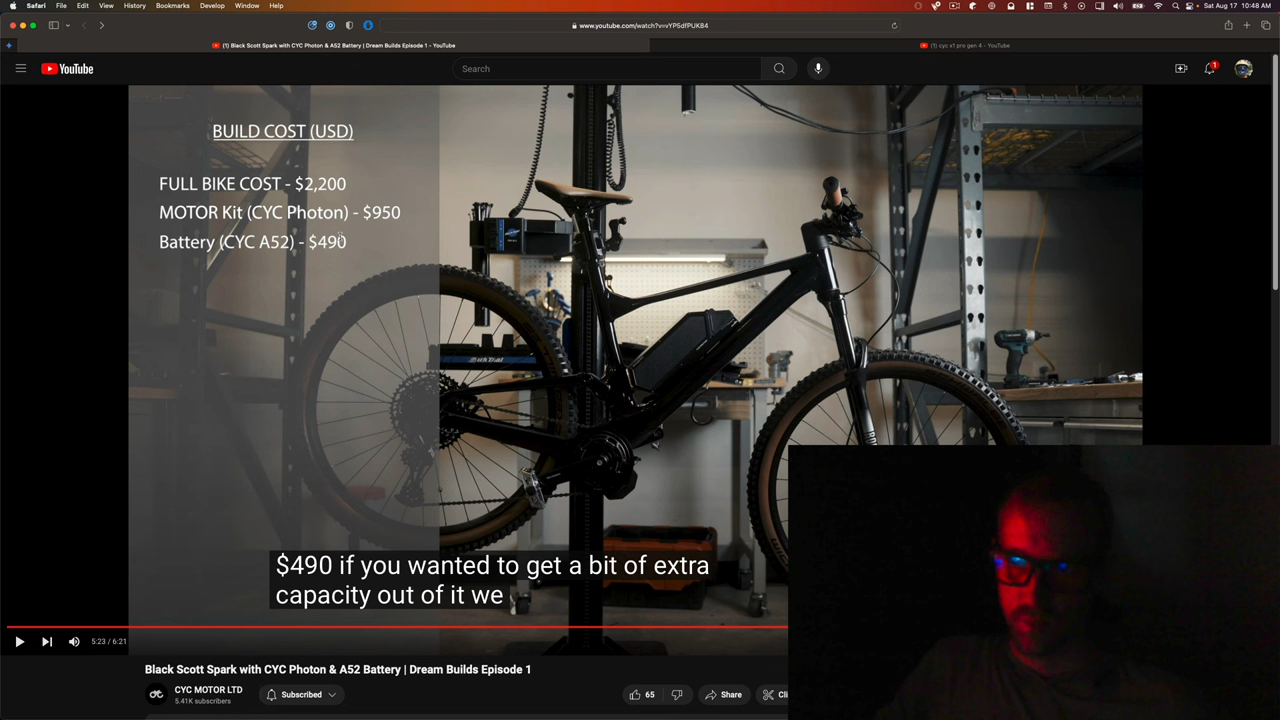 Safari File Edit View History Bookmarks Develop Window Help
Sat Aug 17 10:48 AM
www.youtube.com/watch?v=vYP5dfPUKB4
(1) Black Scott Spark with CYC Photon & A52 Battery | Dream Builds Episode 1 - YouTube
(1) cyc x1 pro gen 4 - YouTube
YouTube
Search
1
BUILD COST (USD)
FULL BIKE COST - $2,200
MOTOR Kit (CYC Photon) - $950
Battery (CYC A52) - $490
$490 if you wanted to get a bit of extra
capacity out of it we
5:23 / 6:21
Black Scott Spark with CYC Photon & A52 Battery | Dream Builds Episode 1
CYC MOTOR LTD
5.41K subscribers
Subscribed
65
Share
Cli